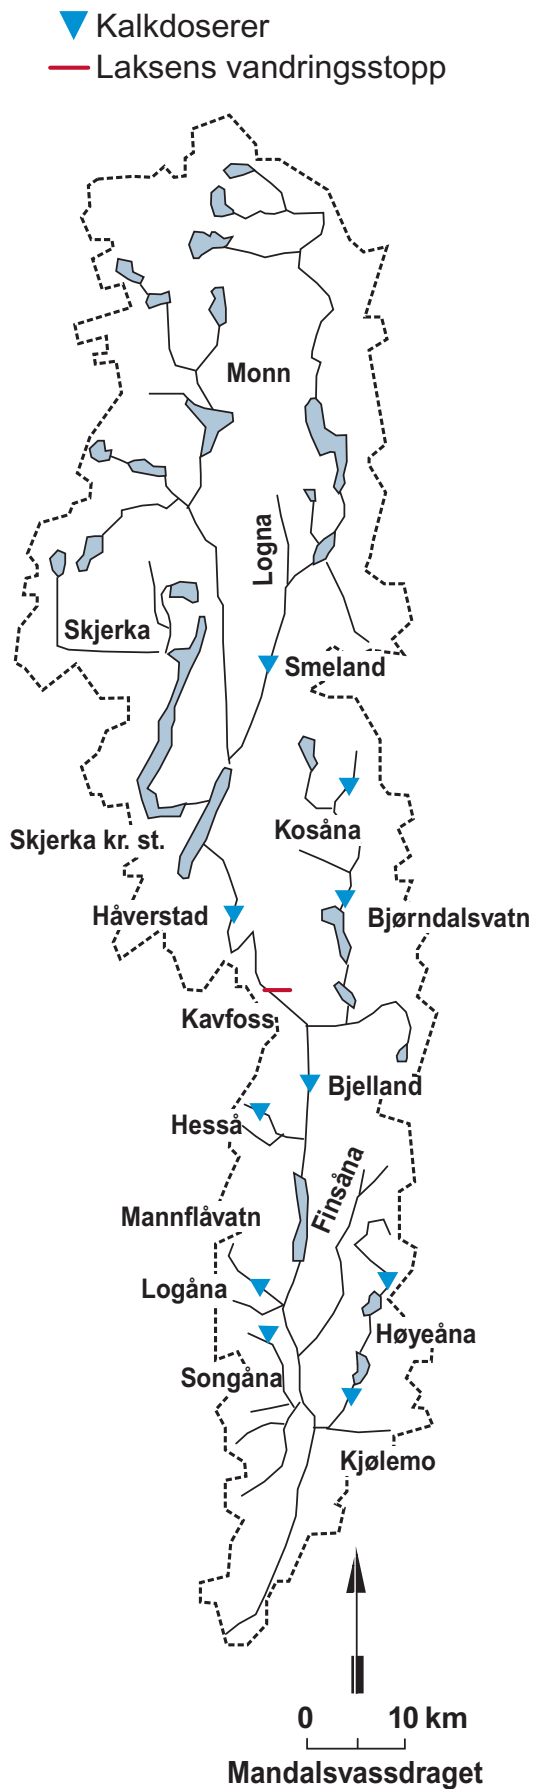 Kalkdoserer
Laksens vandringsstopp
Monn
Logna
Skjerka
Smeland
Kosåna
Skjerka kr. st.
Håverstad
Bjørndalsvatn
Kavfoss
Bjelland
Hesså
Finsåna
Mannflåvatn
Logåna
Høyeåna
Songåna
Kjølemo
0 10 km
Mandalsvassdraget